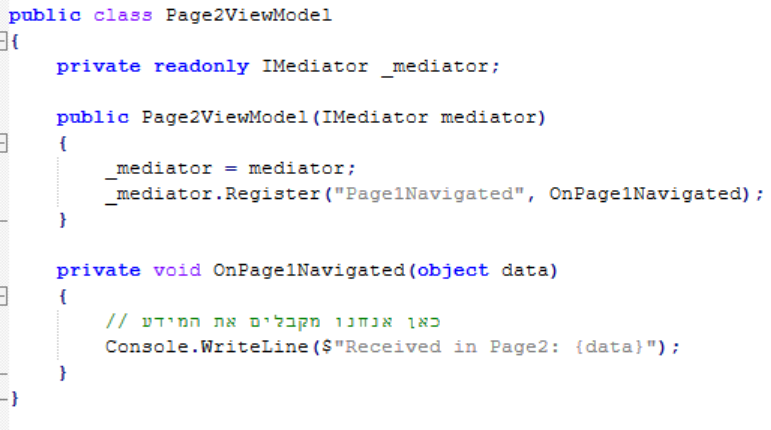 public class Page2ViewModel
{
    private readonly IMediator _mediator;

    public Page2ViewModel(IMediator mediator)
    {
        _mediator = mediator;
        _mediator.Register("Page1Navigated", OnPage1Navigated);
    }

    private void OnPage1Navigated(object data)
    {
        // כאן אנחנו מקבלים את המידע
        Console.WriteLine($"Received in Page2: {data}");
    }
}